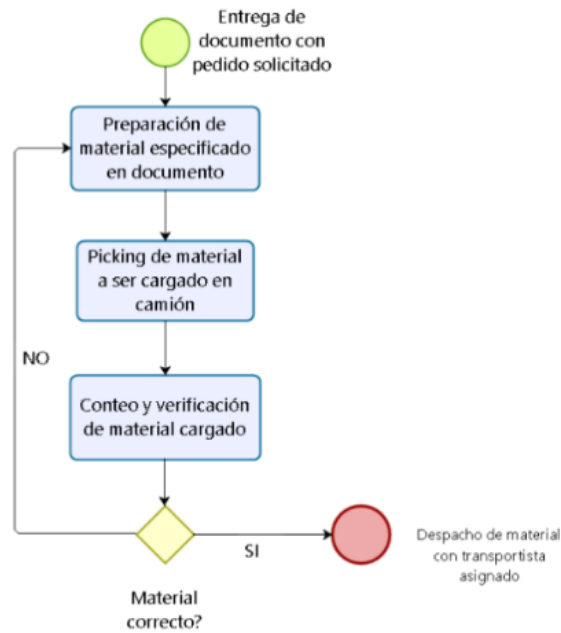 Entrega de
documento con
pedido solicitado
Preparación de
material especificado
en documento
Picking de material
a ser cargado en
camión
NO
Conteo y verificación
de material cargado
SI
Despacho de material
con transportista
asignado
Material
correcto?